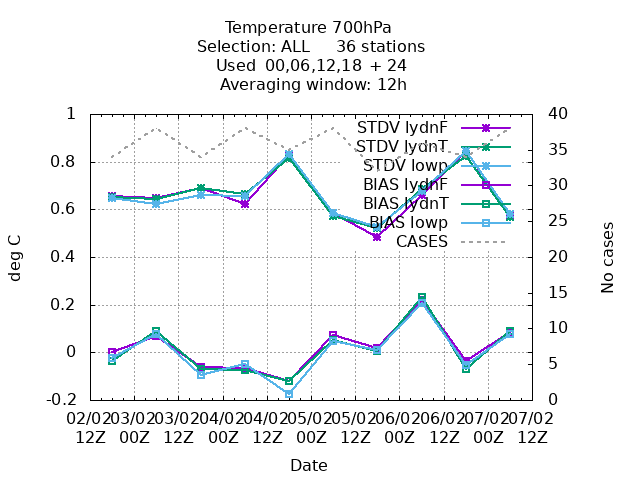 Temperature 700hPa
Selection: ALL 36 stations
Used 00,06,12,18 + 24
Averaging window: 12h
1
0.8
0.6
0.4
0.2
0
-0.2
deg C
STDV lydnF
STDV lydnT
STDV lowp
BIAS lydnF
BIAS lydnT
BIAS lowp
CASES
40
35
30
25
20
15
10
5
0
No cases
02/02 03/02 03/02 04/02 04/02 05/02 05/02 06/02 06/02 07/02 07/02
12Z 00Z 12Z 00Z 12Z 00Z 12Z 00Z 12Z 00Z 12Z
Date